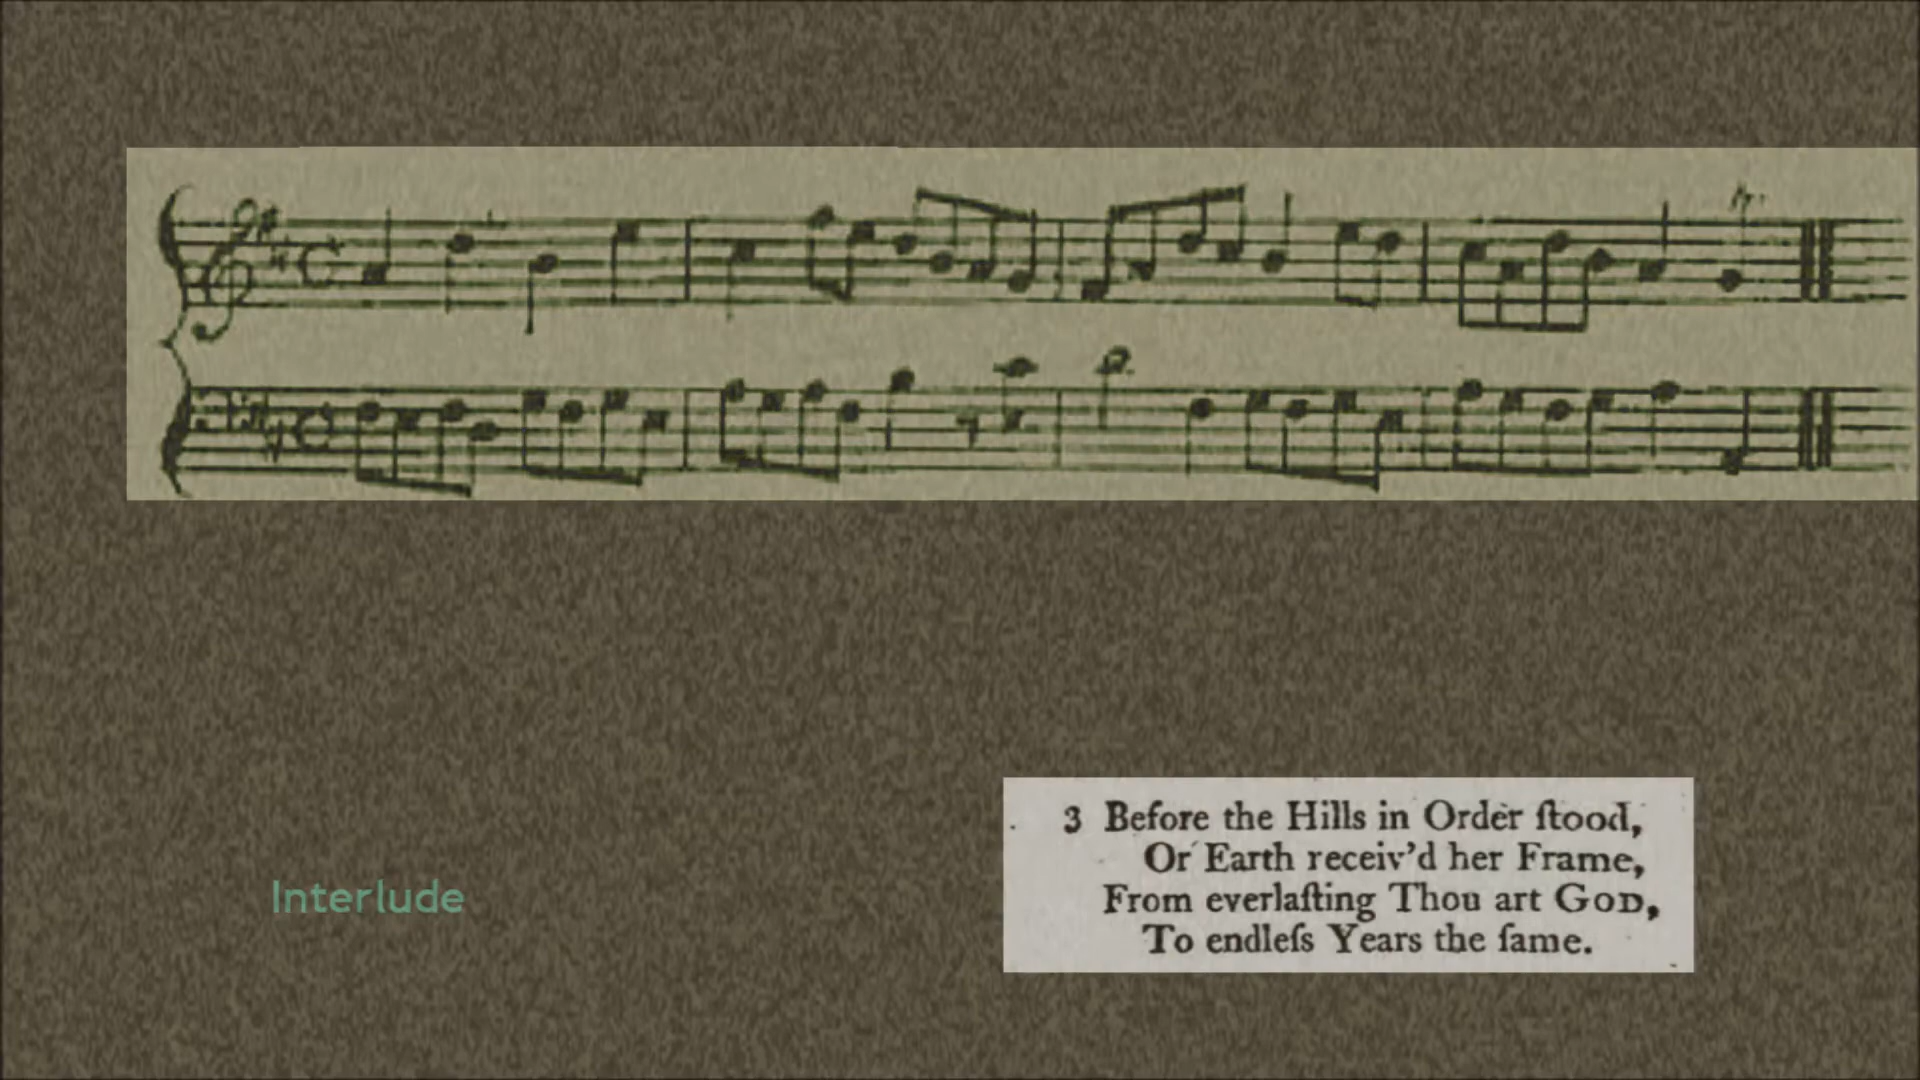 tr.
3 Before the Hills in Order ſtood,
Or Earth receiv'd her Frame,
From everlaſting Thou art God,
To endleſs Years the ſame.
Interlude